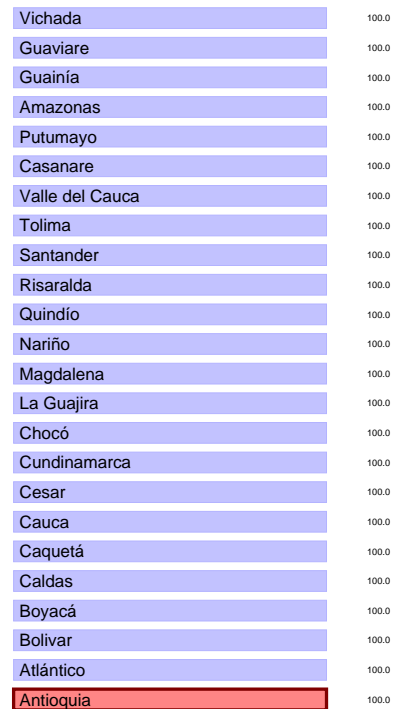 Vichada 100.0
Guaviare 100.0
Guainía 100.0
Amazonas 100.0
Putumayo 100.0
Casanare 100.0
Valle del Cauca 100.0
Tolima 100.0
Santander 100.0
Risaralda 100.0
Quindío 100.0
Nariño 100.0
Magdalena 100.0
La Guajira 100.0
Chocó 100.0
Cundinamarca 100.0
Cesar 100.0
Cauca 100.0
Caquetá 100.0
Caldas 100.0
Boyacá 100.0
Bolivar 100.0
Atlántico 100.0
Antioquia 100.0